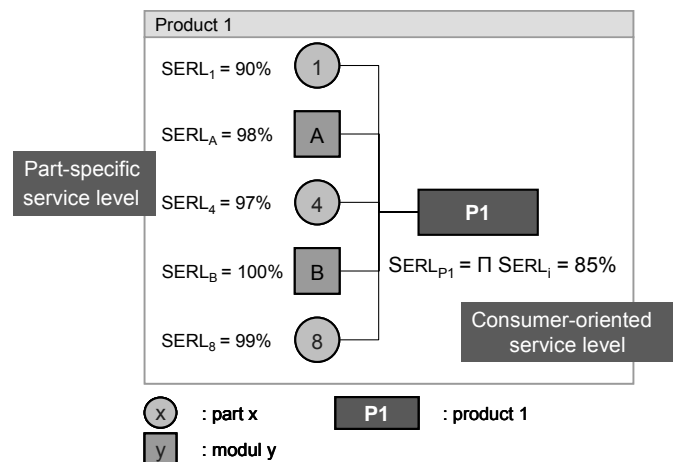 Product 1
SERL1 = 90%
1
SERLA = 98%
A
Part-specific
service level
SERL4 = 97%
4
P1
SERLB = 100%
B
SERLP1 = Π SERLi = 85%
SERL8 = 99%
8
Consumer-oriented
service level
x : part x
P1 : product 1
y : modul y